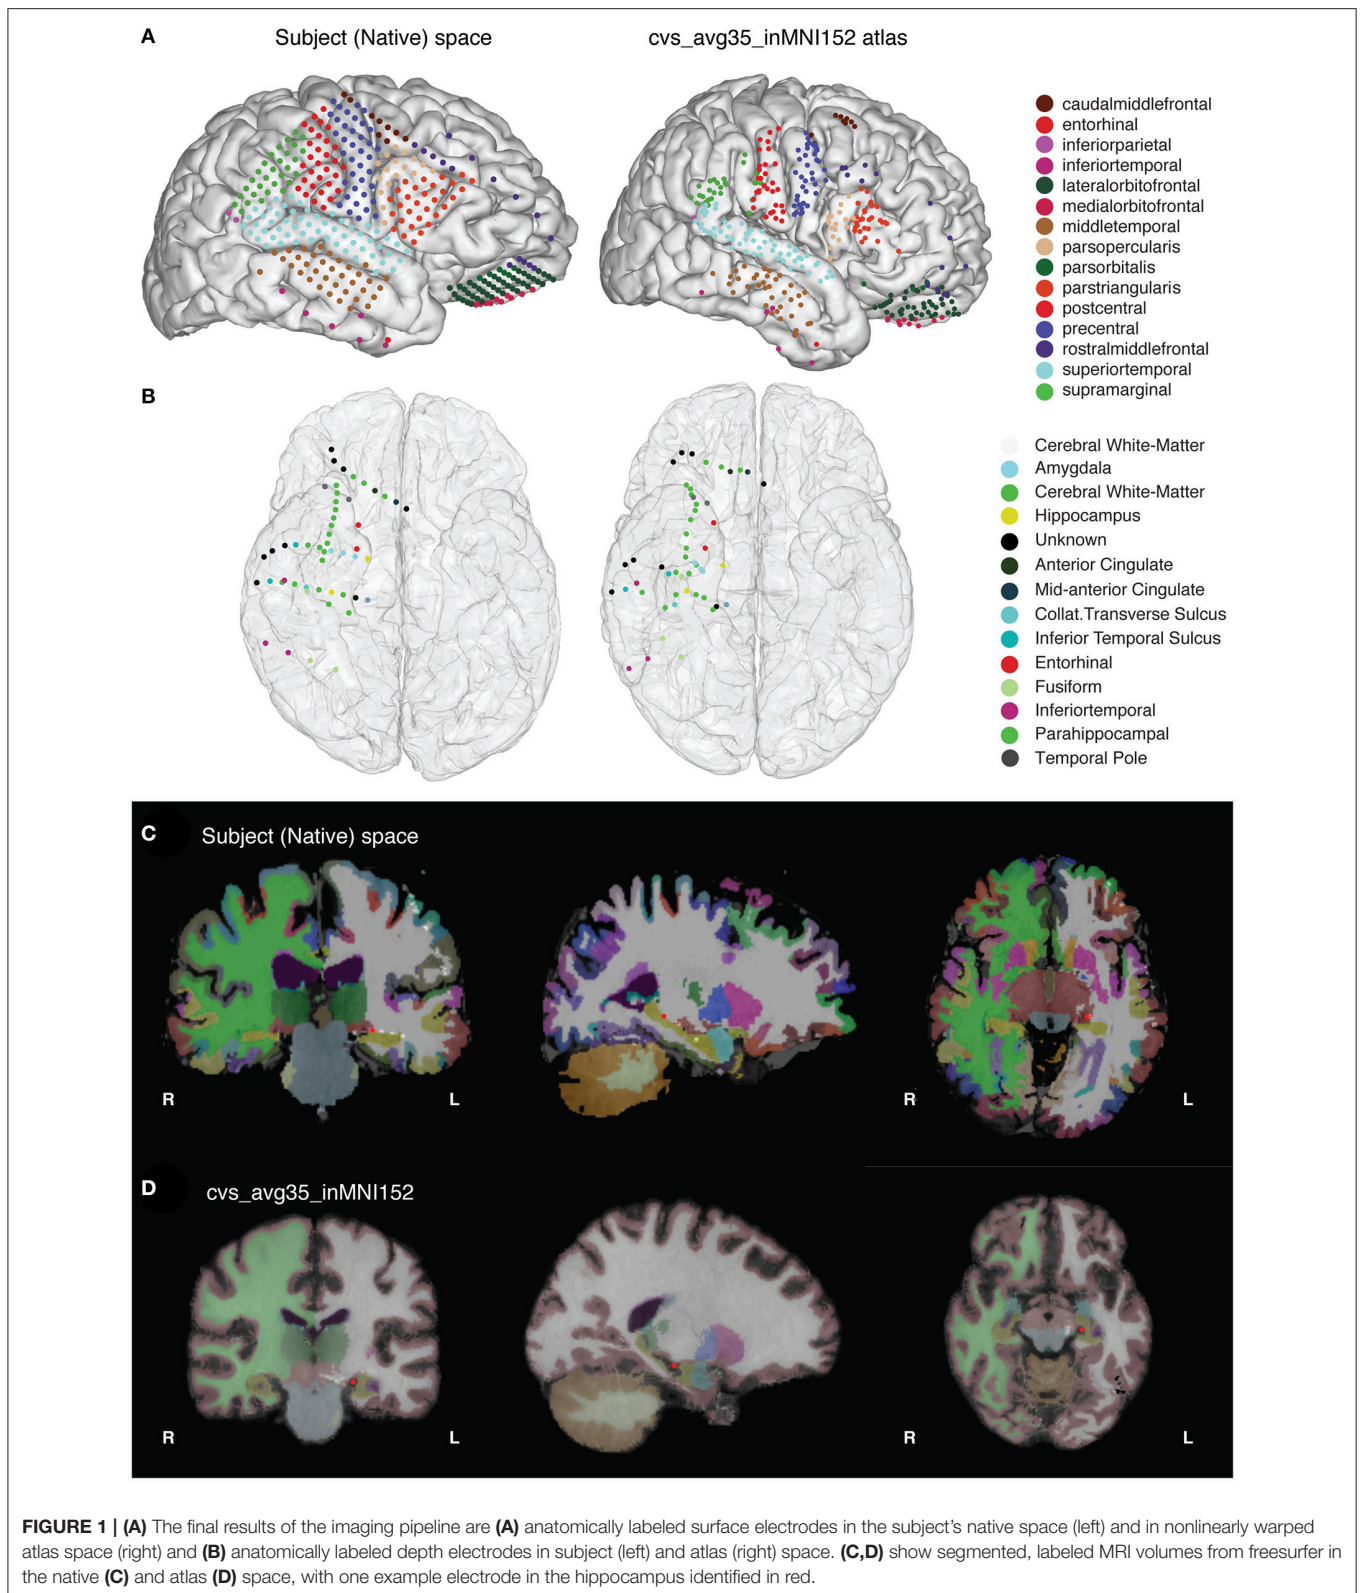 A
Subject (Native) space
cvs_avg35_inMNI152 atlas
caudalmiddlefrontal
entorhinal
inferiorparietal
inferiortemporal
lateralorbitofrontal
medialorbitofrontal
middletemporal
parsopercularis
parsorbitalis
parstriangularis
postcentral
precentral
rostralmiddlefrontal
superiortemporal
supramarginal
B
Cerebral White-Matter
Amygdala
Cerebral White-Matter
Hippocampus
Unknown
Anterior Cingulate
Mid-anterior Cingulate
Collat.Transverse Sulcus
Inferior Temporal Sulcus
Entorhinal
Fusiform
Inferiortemporal
Parahippocampal
Temporal Pole
C
Subject (Native) space
R
L
R
L
D
cvs_avg35_inMNI152
R
L
R
L
FIGURE 1 | (A) The final results of the imaging pipeline are (A) anatomically labeled surface electrodes in the subject's native space (left) and in nonlinearly warped
atlas space (right) and (B) anatomically labeled depth electrodes in subject (left) and atlas (right) space. (C,D) show segmented, labeled MRI volumes from freesurfer in
the native (C) and atlas (D) space, with one example electrode in the hippocampus identified in red.